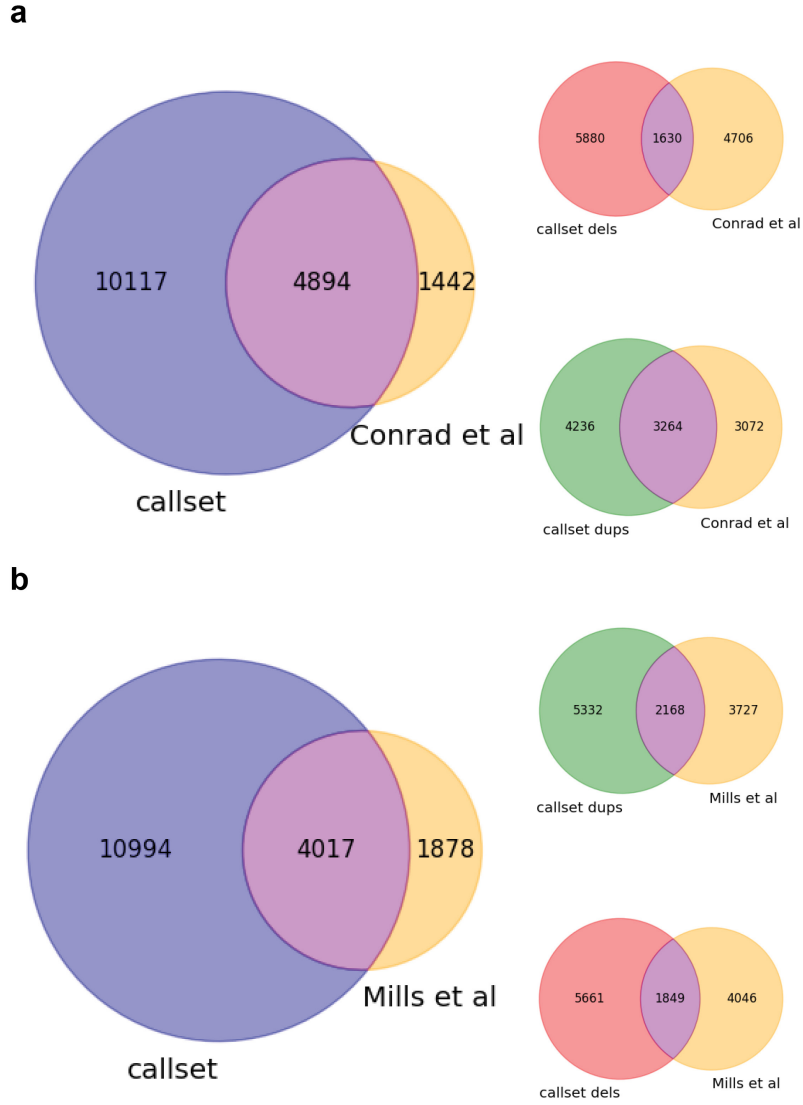 a
10117 4894 1442
Conrad et al
callset
5880 1630 4706
callset dels
Conrad et al
4236 3264 3072
callset dups
Conrad et al
b
10994 4017 1878
Mills et al
callset
5332 2168 3727
callset dups
Mills et al
5661 1849 4046
callset dels
Mills et al